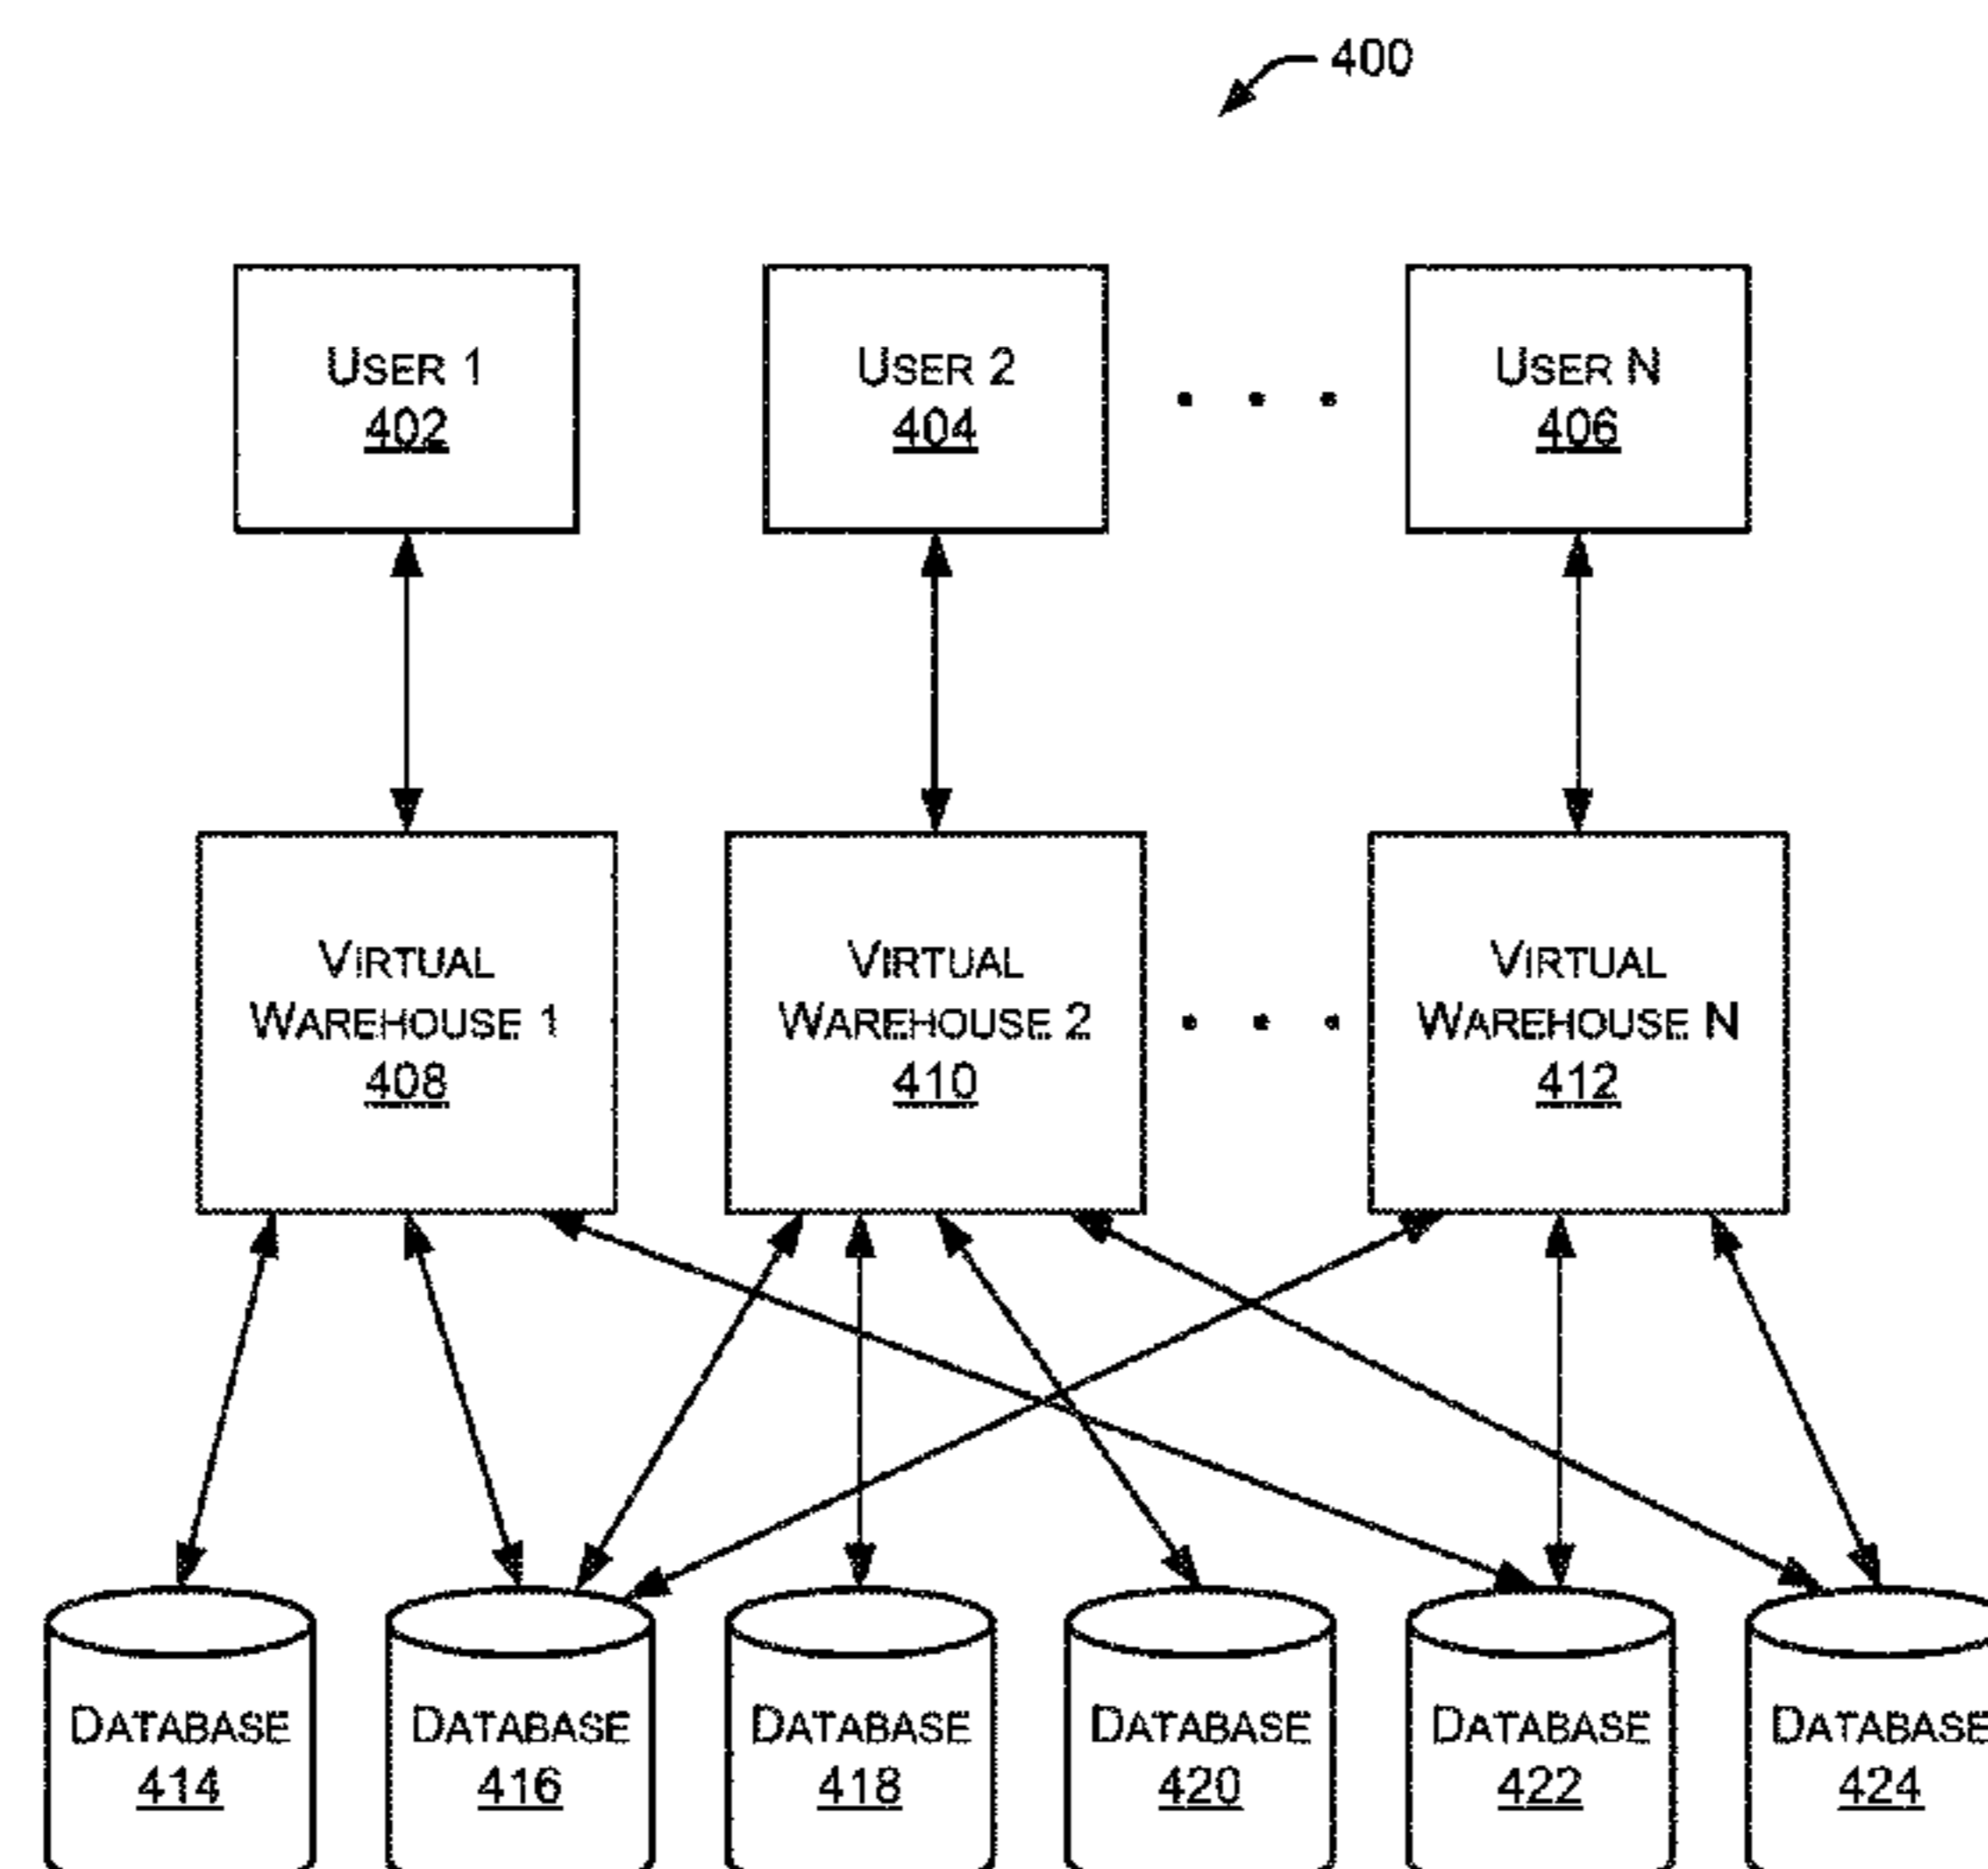 400
USER 1
402
USER 2
404
USER N
406
VIRTUAL
WAREHOUSE 1
408
VIRTUAL
WAREHOUSE 2
410
VIRTUAL
WAREHOUSE N
412
DATABASE
414
DATABASE
416
DATABASE
418
DATABASE
420
DATABASE
422
DATABASE
424